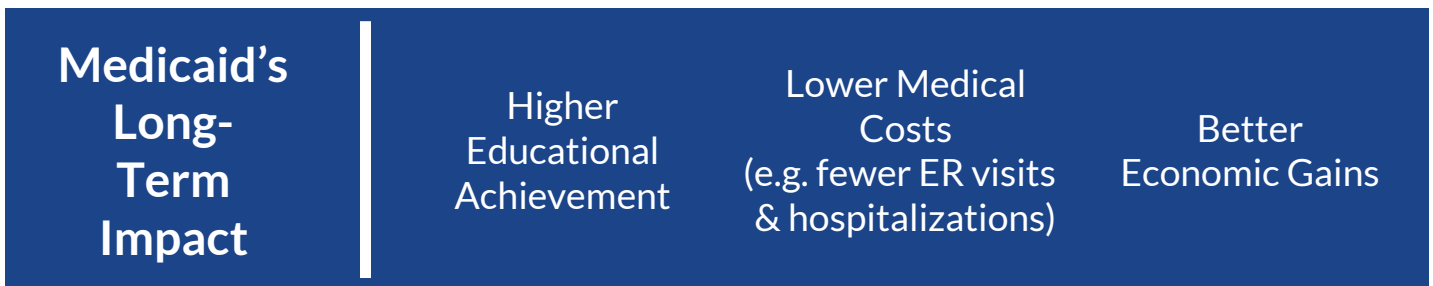 Medicaid’s
Long-
Term
Impact
Higher
Educational
Achievement
Lower Medical
Costs
(e.g. fewer ER visits
& hospitalizations)
Better
Economic Gains